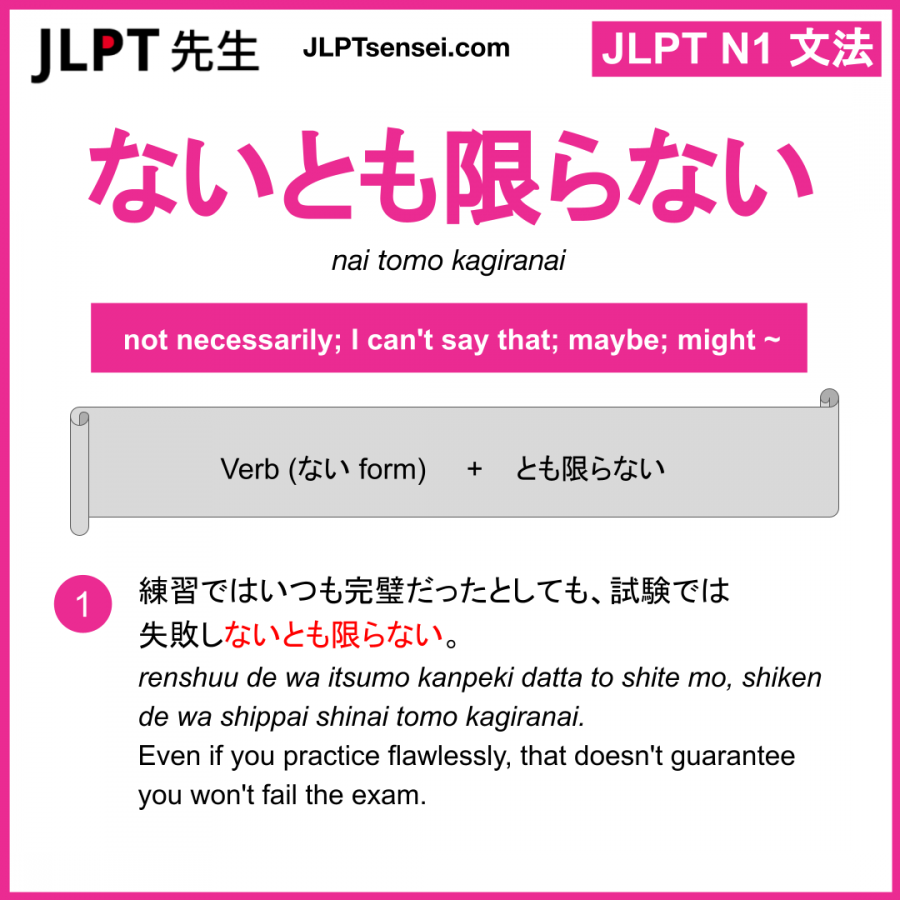 JLPT 先生
JLPTsensei.com
JLPT N1 文法
ないとも限らない
nai tomo kagiranai
not necessarily; I can't say that; maybe; might ~
Verb (ない form) + とも限らない
1
練習ではいつも完璧だったとしても、試験では
失敗しないとも限らない。
renshuu de wa itsumo kanpeki datta to shite mo, shiken
de wa shippai shinai tomo kagiranai.
Even if you practice flawlessly, that doesn't guarantee
you won't fail the exam.